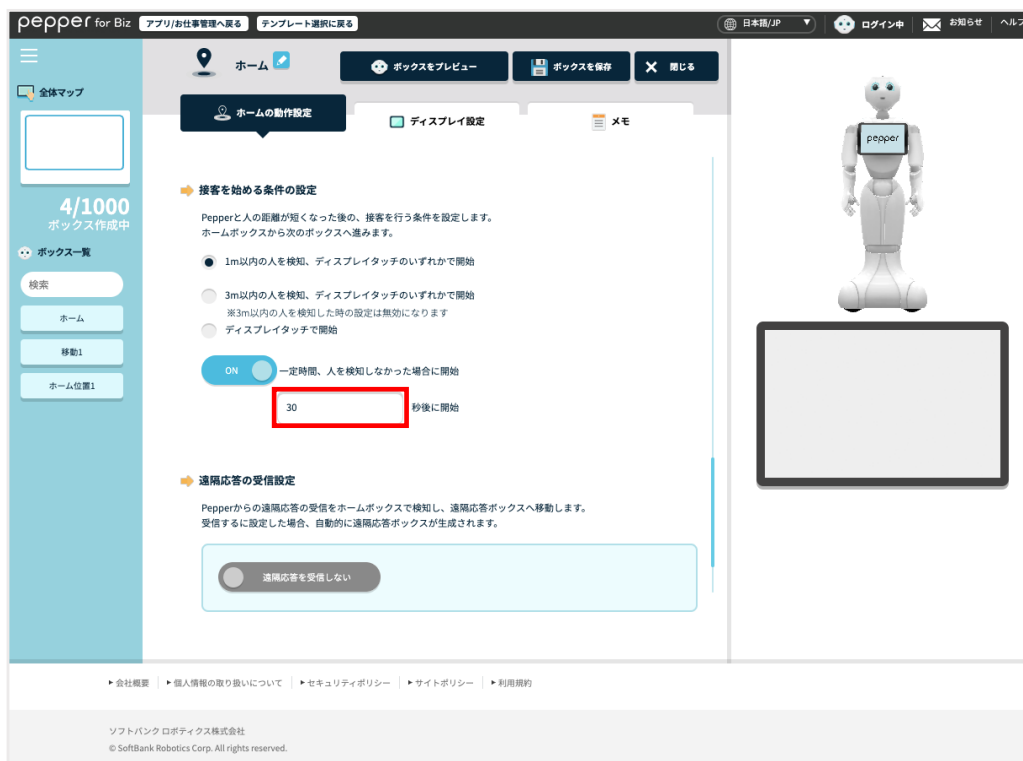 pepper for Biz アプリ/お仕事管理へ戻る テンプレート選択に戻る 日本語/JP ▼ ログイン中 お知らせ ヘルプ
全体マップ
4/1000
ボックス作成中
ボックス一覧
検索
ホーム
移動1
ホーム位置1
ホーム ボックスをプレビュー ボックスを保存 閉じる
ホームの動作設定 ディスプレイ設定 メモ
接客を始める条件の設定
Pepperと人の距離が短くなった後の、接客を行う条件を設定します。
ホームボックスから次のボックスへ進みます。
1m以内の人を検知、ディスプレイタッチのいずれかで開始
3m以内の人を検知、ディスプレイタッチのいずれかで開始
※3m以内の人を検知した時の設定は無効になります
ディスプレイタッチで開始
ON 一定時間、人を検知しなかった場合に開始
30 秒後に開始
遠隔応答の受信設定
Pepperからの遠隔応答の受信をホームボックスで検知し、遠隔応答ボックスへ移動します。
受信するに設定した場合、自動的に遠隔応答ボックスが生成されます。
遠隔応答を受信しない
pepper
会社概要 個人情報の取り扱いについて セキュリティポリシー サイトポリシー 利用規約
ソフトバンク ロボティクス株式会社
© SoftBank Robotics Corp. All rights reserved.